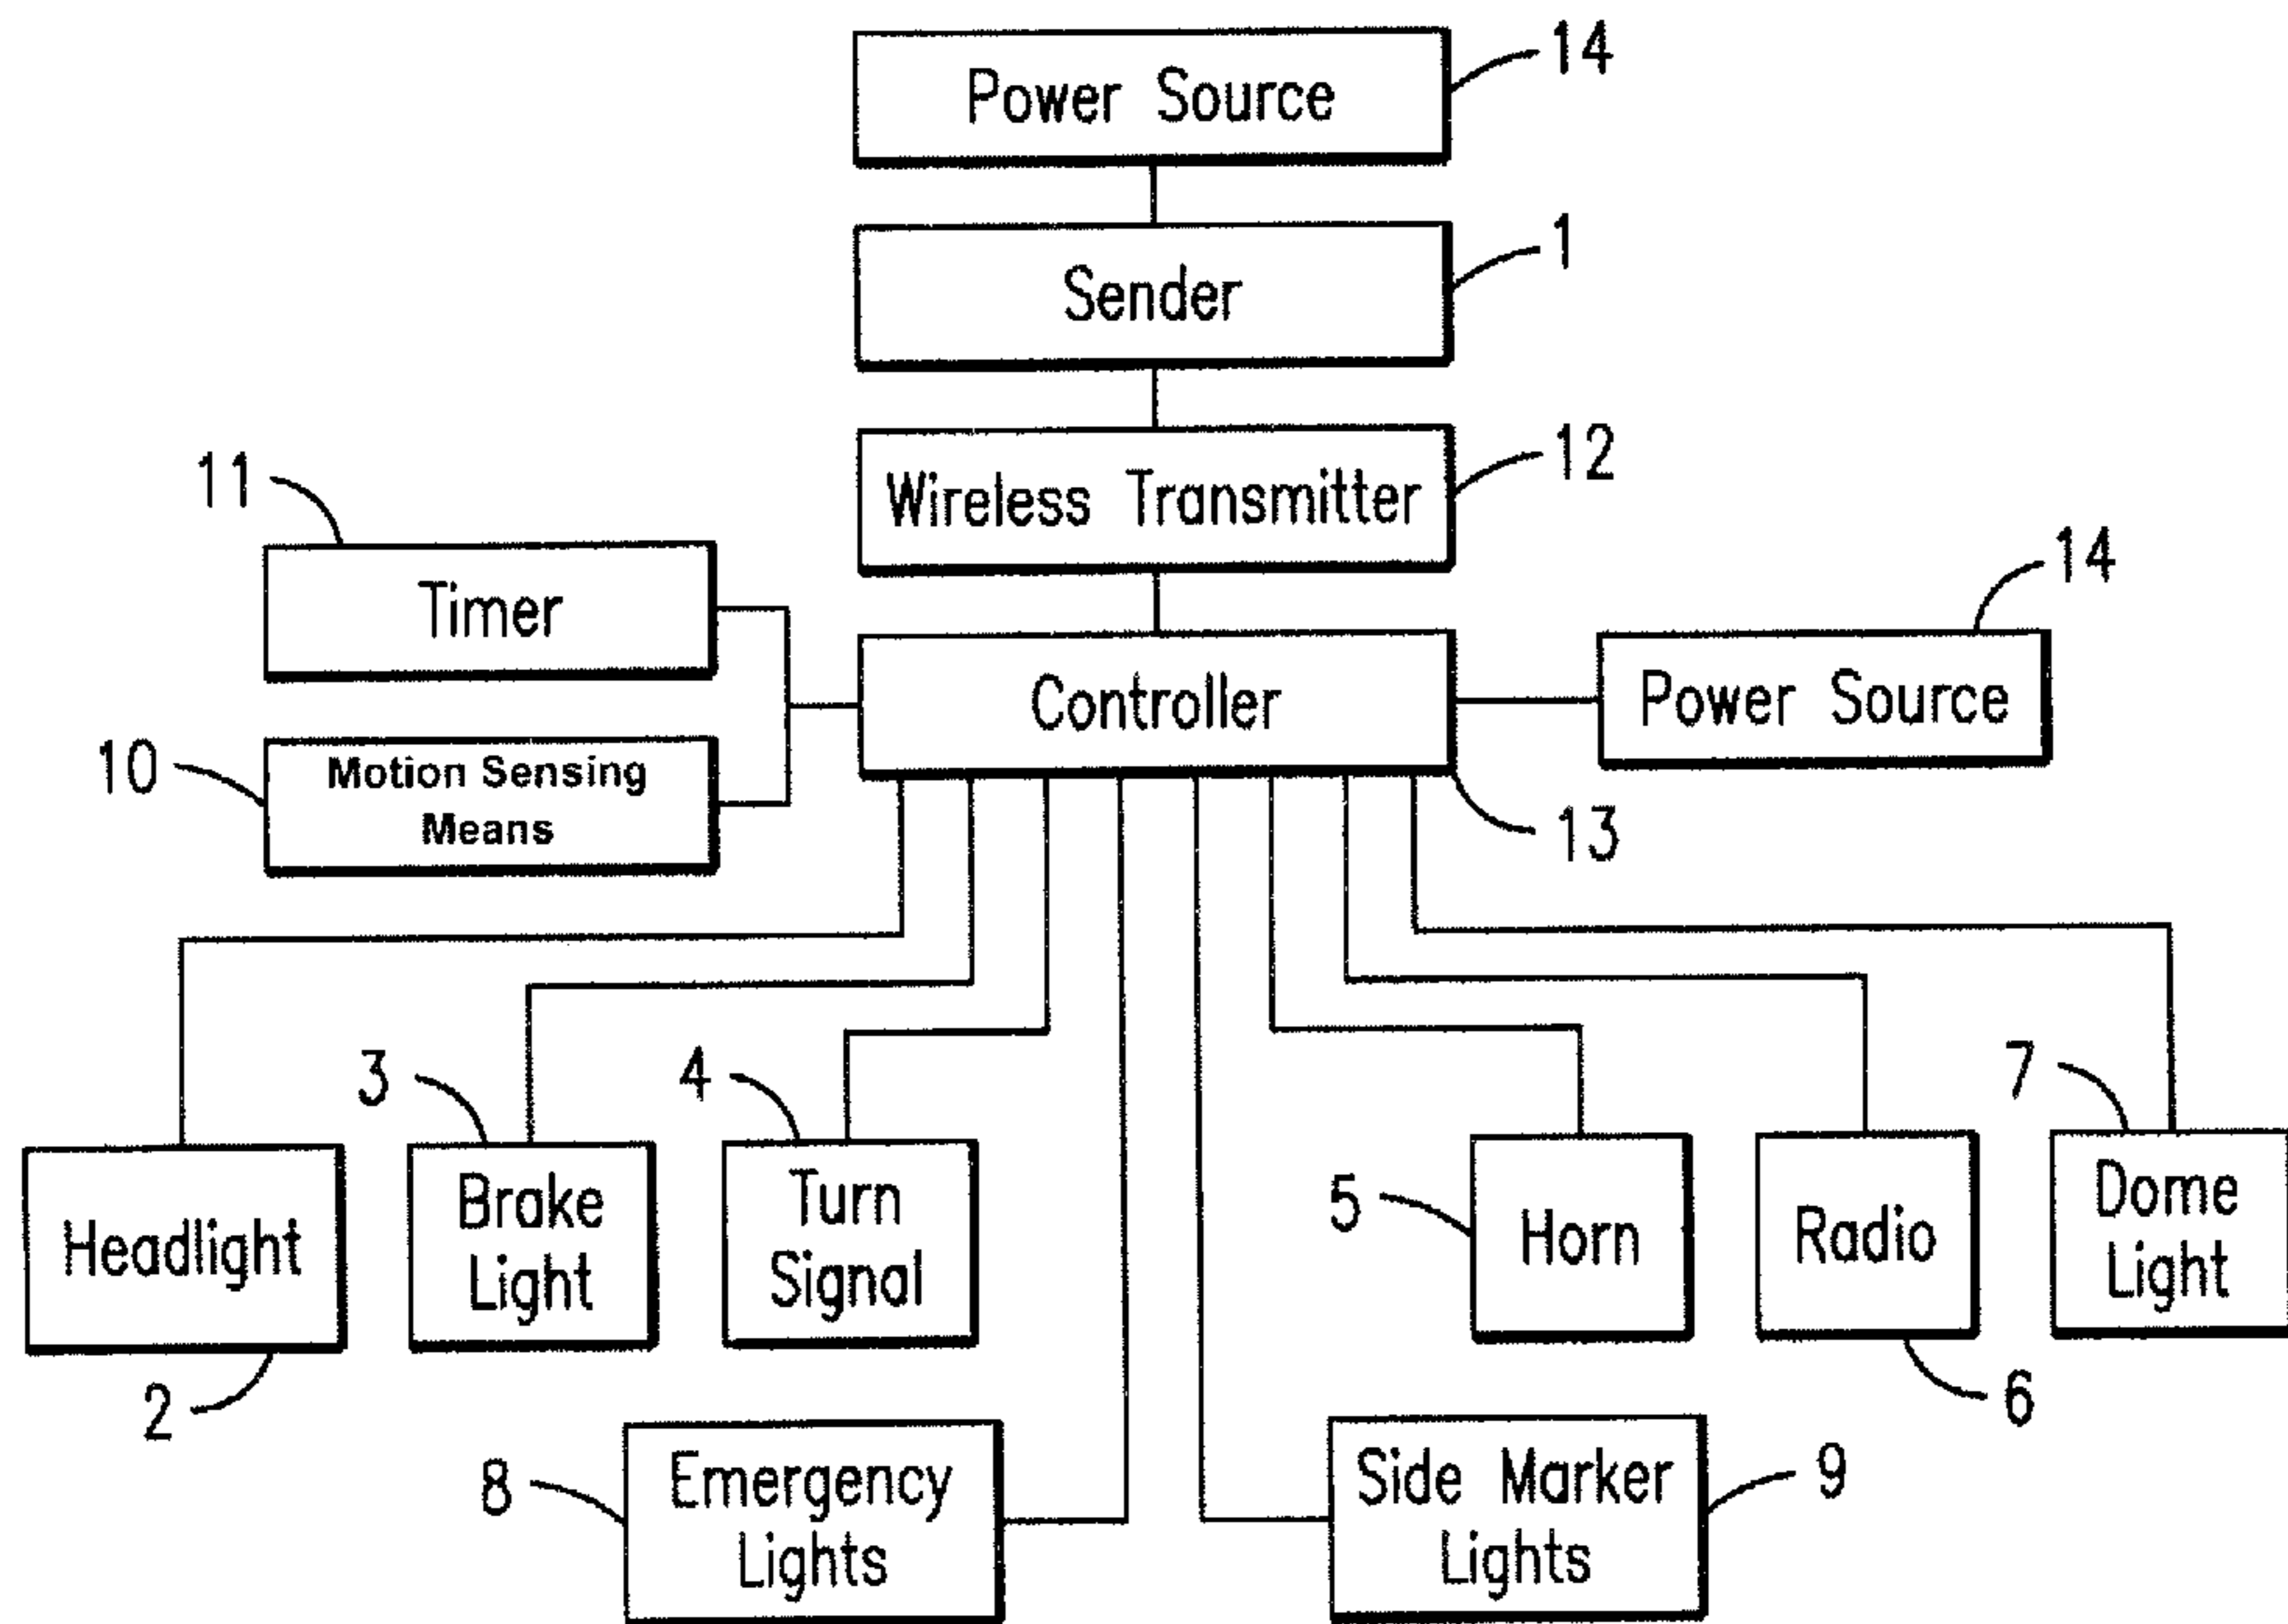 14
Power Source
1
Sender
12
Wireless Transmitter
11
Timer
14
Controller
Power Source
10
Motion Sensing
Means
13
3
4
7
Headlight
Brake
Light
Turn
Signal
5
Horn
Radio
Dome
Light
2
6
8
Emergency
Lights
Side Marker
Lights
9